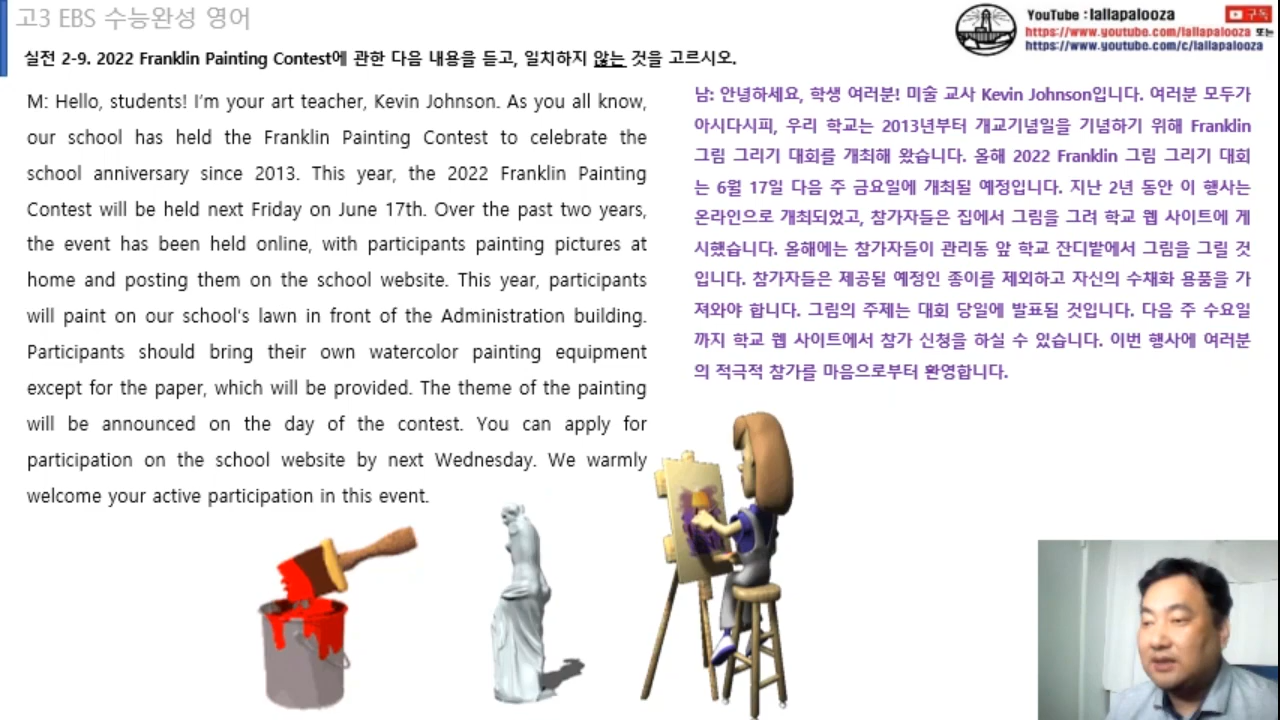 고3 EBS 수능완성 영어
YouTube : lallapalooza
구독
https://www.youtube.com/lallapalooza 또는
https://www.youtube.com/c/lallapalooza
실전 2-9. 2022 Franklin Painting Contest에 관한 다음 내용을 듣고, 일치하지 않는 것을 고르시오.
M: Hello, students! I'm your art teacher, Kevin Johnson. As you all know,
our school has held the Franklin Painting Contest to celebrate the
school anniversary since 2013. This year, the 2022 Franklin Painting
Contest will be held next Friday on June 17th. Over the past two years,
the event has been held online, with participants painting pictures at
home and posting them on the school website. This year, participants
will paint on our school's lawn in front of the Administration building.
Participants should bring their own watercolor painting equipment
except for the paper, which will be provided. The theme of the painting
will be announced on the day of the contest. You can apply for
participation on the school website by next Wednesday. We warmly
welcome your active participation in this event.
남: 안녕하세요, 학생 여러분! 미술 교사 Kevin Johnson입니다. 여러분 모두가
아시다시피, 우리 학교는 2013년부터 개교기념일을 기념하기 위해 Franklin
그림 그리기 대회를 개최해 왔습니다. 올해 2022 Franklin 그림 그리기 대회
는 6월 17일 다음 주 금요일에 개최될 예정입니다. 지난 2년 동안 이 행사는
온라인으로 개최되었고, 참가자들은 집에서 그림을 그려 학교 웹 사이트에 게
시했습니다. 올해에는 참가자들이 관리동 앞 학교 잔디밭에서 그림을 그릴 것
입니다. 참가자들은 제공될 예정인 종이를 제외하고 자신의 수채화 용품을 가
져와야 합니다. 그림의 주제는 대회 당일에 발표될 것입니다. 다음 주 수요일
까지 학교 웹 사이트에서 참가 신청을 하실 수 있습니다. 이번 행사에 여러분
의 적극적 참가를 마음으로부터 환영합니다.